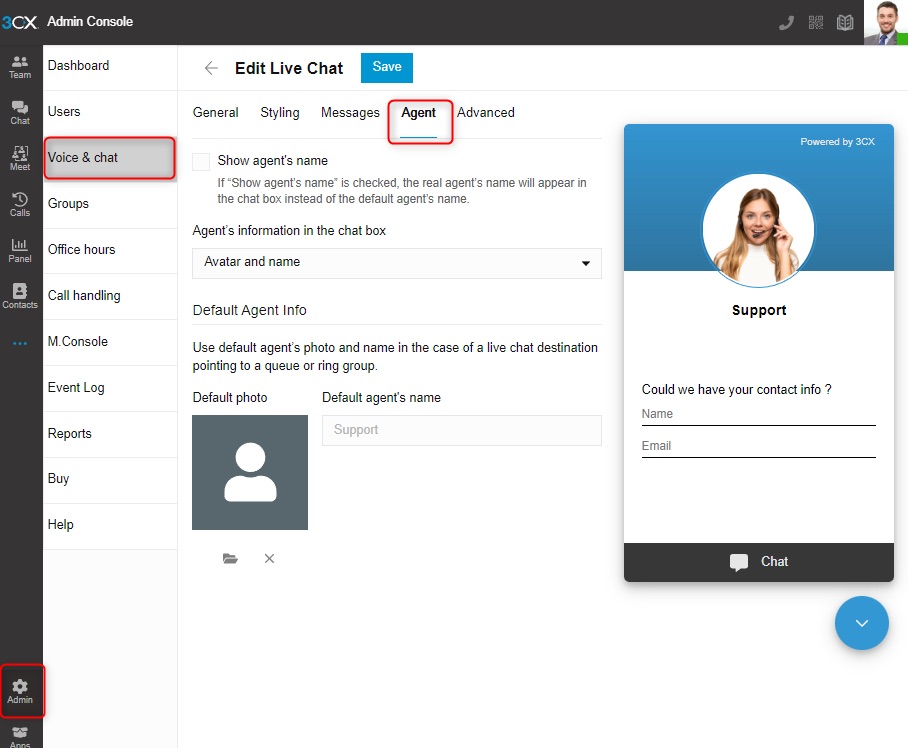 3CX Admin Console
Team
Chat
Meet
Calls
Panel
Contacts
Admin
Apps
Dashboard
Users
Voice & chat
Groups
Office hours
Call handling
M.Console
Event Log
Reports
Buy
Help
Edit Live Chat
Save
General
Styling
Messages
Agent
Advanced
Show agent's name
If “Show agent's name” is checked, the real agent's name will appear in
the chat box instead of the default agent's name.
Agent's information in the chat box
Avatar and name
Default Agent Info
Use default agent's photo and name in the case of a live chat destination
pointing to a queue or ring group.
Default photo
Default agent's name
Support
Powered by 3CX
Support
Could we have your contact info ?
Name
Email
Chat